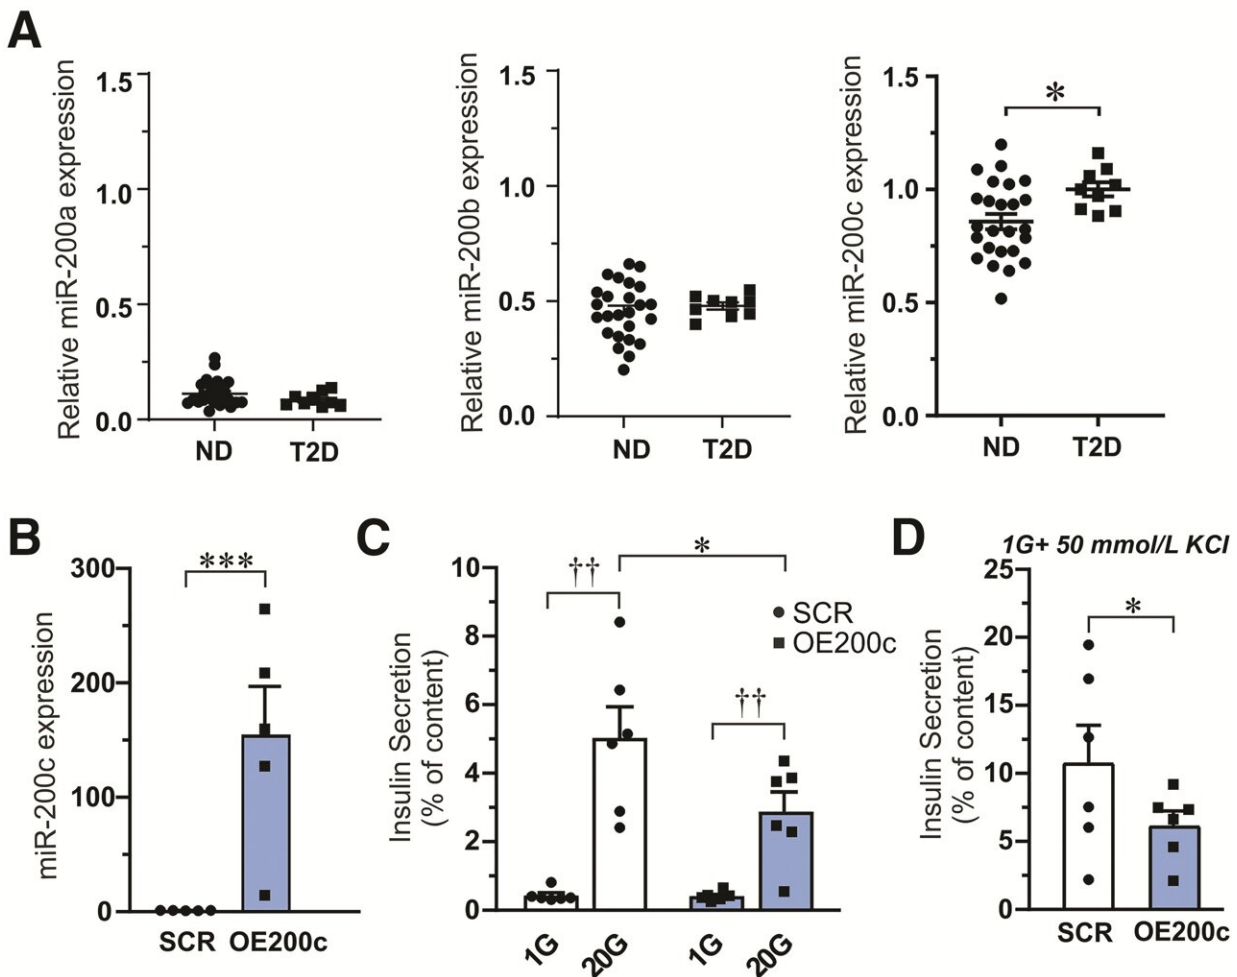 A
Relative miR-200a expression
1.5
1.0
0.5
0.0
ND
T2D
Relative miR-200b expression
1.5
1.0
0.5
0.0
ND
T2D
Relative miR-200c expression
1.5
1.0
0.5
0.0
*
ND
T2D
B
miR-200c expression
300
200
100
0
***
SCR
OE200c
C
Insulin Secretion
(% of content)
10
8
6
4
2
0
††
*
††
SCR
OE200c
1G
20G
1G
20G
D
1G+ 50 mmol/L KCl
Insulin Secretion
(% of content)
25
20
15
10
5
0
*
SCR
OE200c